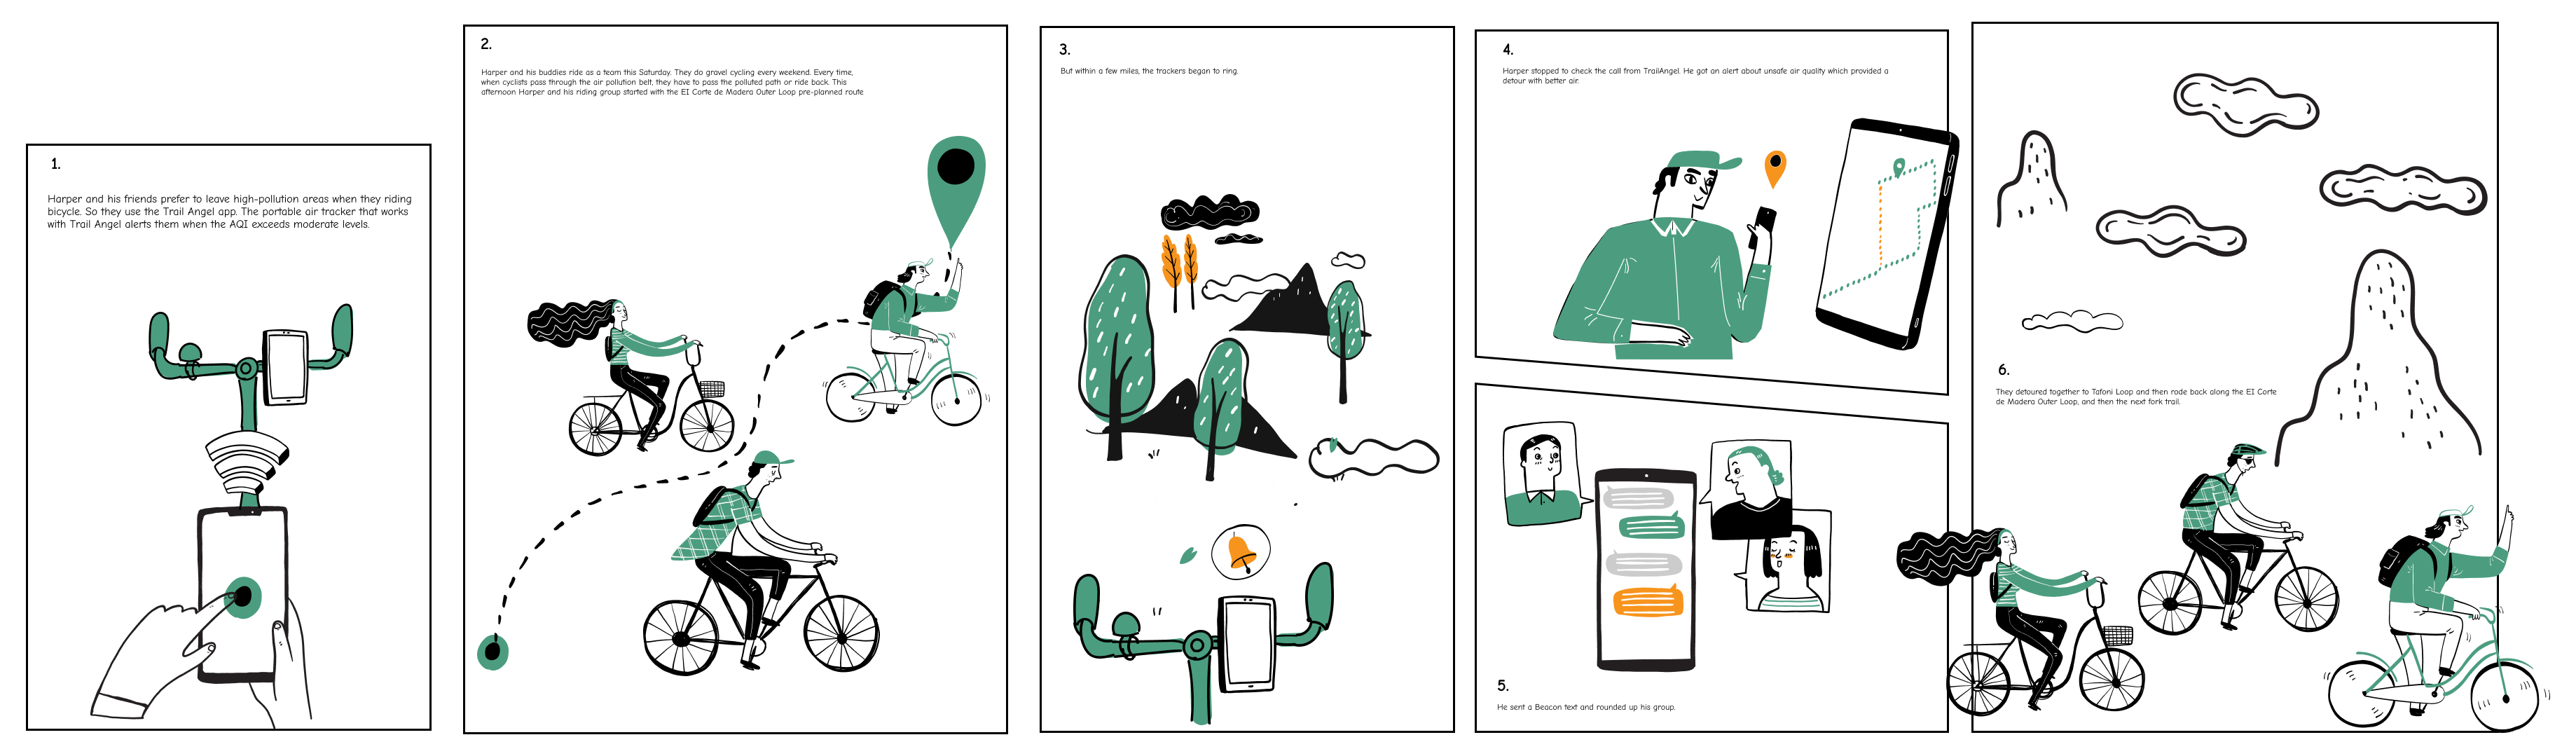 1.
Harper and his friends prefer to leave high-pollution areas when they riding
bicycle. So they use the Trail Angel app. The portable air tracker that works
with Trail Angel alerts them when the AQI exceeds moderate levels.
2.
Harper and his buddies ride as a team this Saturday. They do gravel cycling every weekend. Every time,
when cyclists pass through the air pollution belt, they have to pass the polluted path or ride back. This
afternoon Harper and his riding group started with the EI Corte de Madera Outer Loop pre-planned route
3.
But within a few miles, the trackers began to ring.
4.
Harper stopped to check the call from TrailAngel. He got an alert about unsafe air quality which provided a
detour with better air.
5.
He sent a Beacon text and rounded up his group.
6.
They detoured together to Tafoni Loop and then rode back along the EI Corte
de Madera Outer Loop, and then the next fork trail.